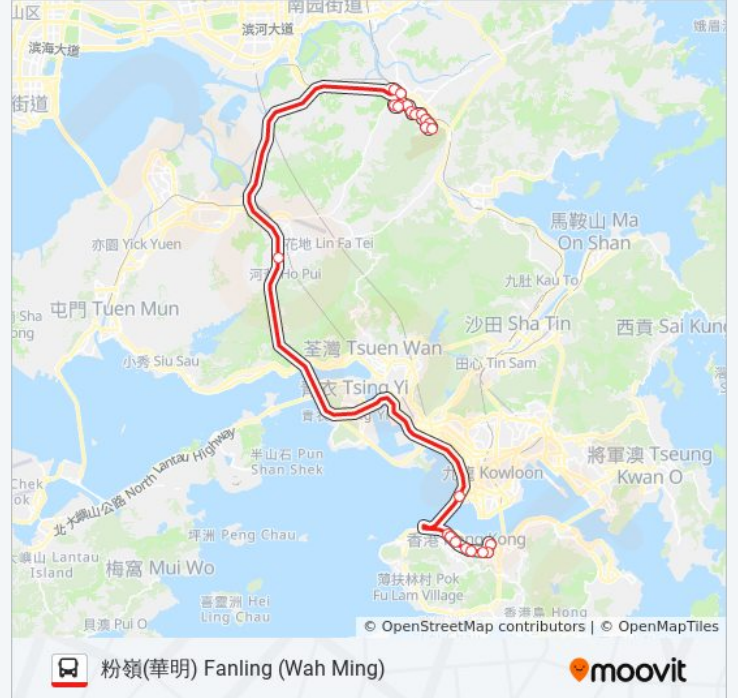 南园街道
山区
滨河大道
滨海大道
街道
馬鞍山 Ma
On Shan
亦園 Yick Yuen
花地 Lin Fa Tei
Ho Pui
九肚 Kau To
屯門 Tuen Mun
Sha
沙田 Sha Tin
西貢 Sai Kung
荃灣 Tsuen Wan
小秀 Siu Sau
田心 Tin Sam
衣 Tsing Yi
半山石 Pun
Shan Shek
九龍 Kowloon
將軍澳 Tseung
Kwan O
北大嶼山公路 North Lantau Highway
坪洲 Peng Chau
香港 Hong Kong
Lantau
Island
梅窩 Mui Wo
薄扶林村 Pok
Fu Lam Village
喜靈洲 Hei
Ling Chau
貝澳 Pui O
香港島 Hong
© OpenStreetMap contributors | © OpenMapTiles
粉嶺(華明) Fanling (Wah Ming)
moovit